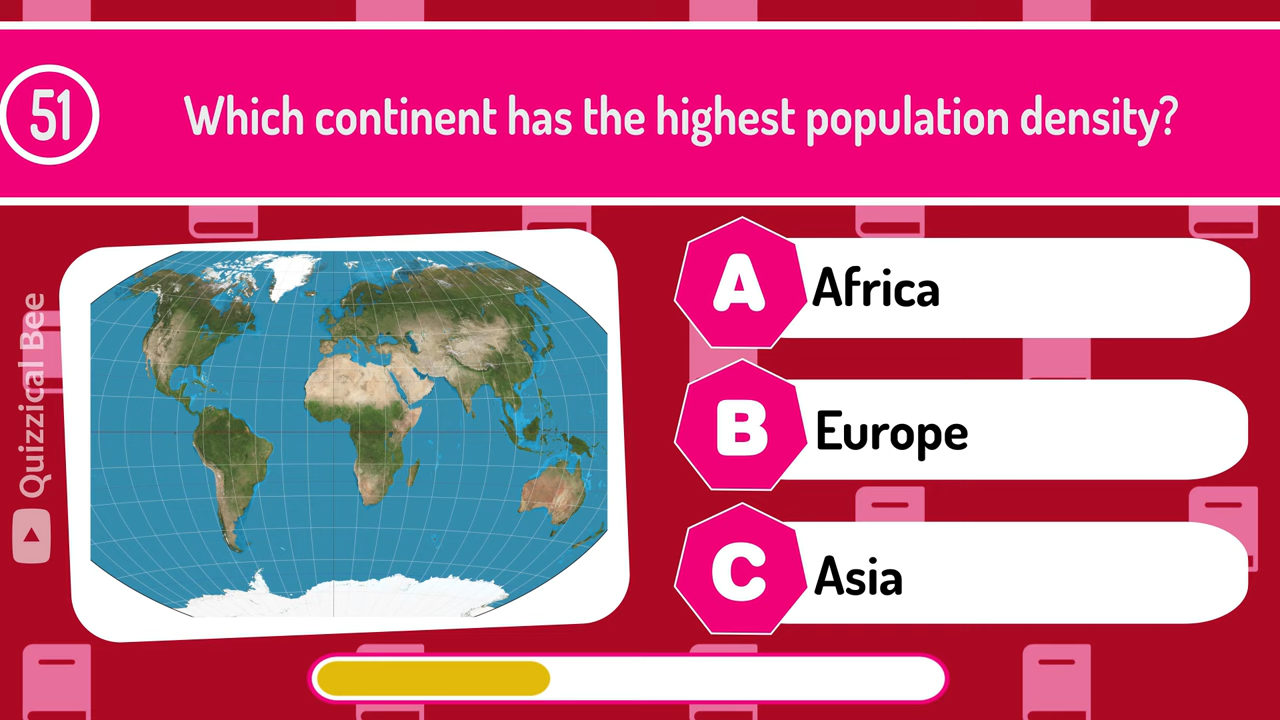 51
Which continent has the highest population density?
A
Africa
B
Europe
C
Asia
Quizzical Bee